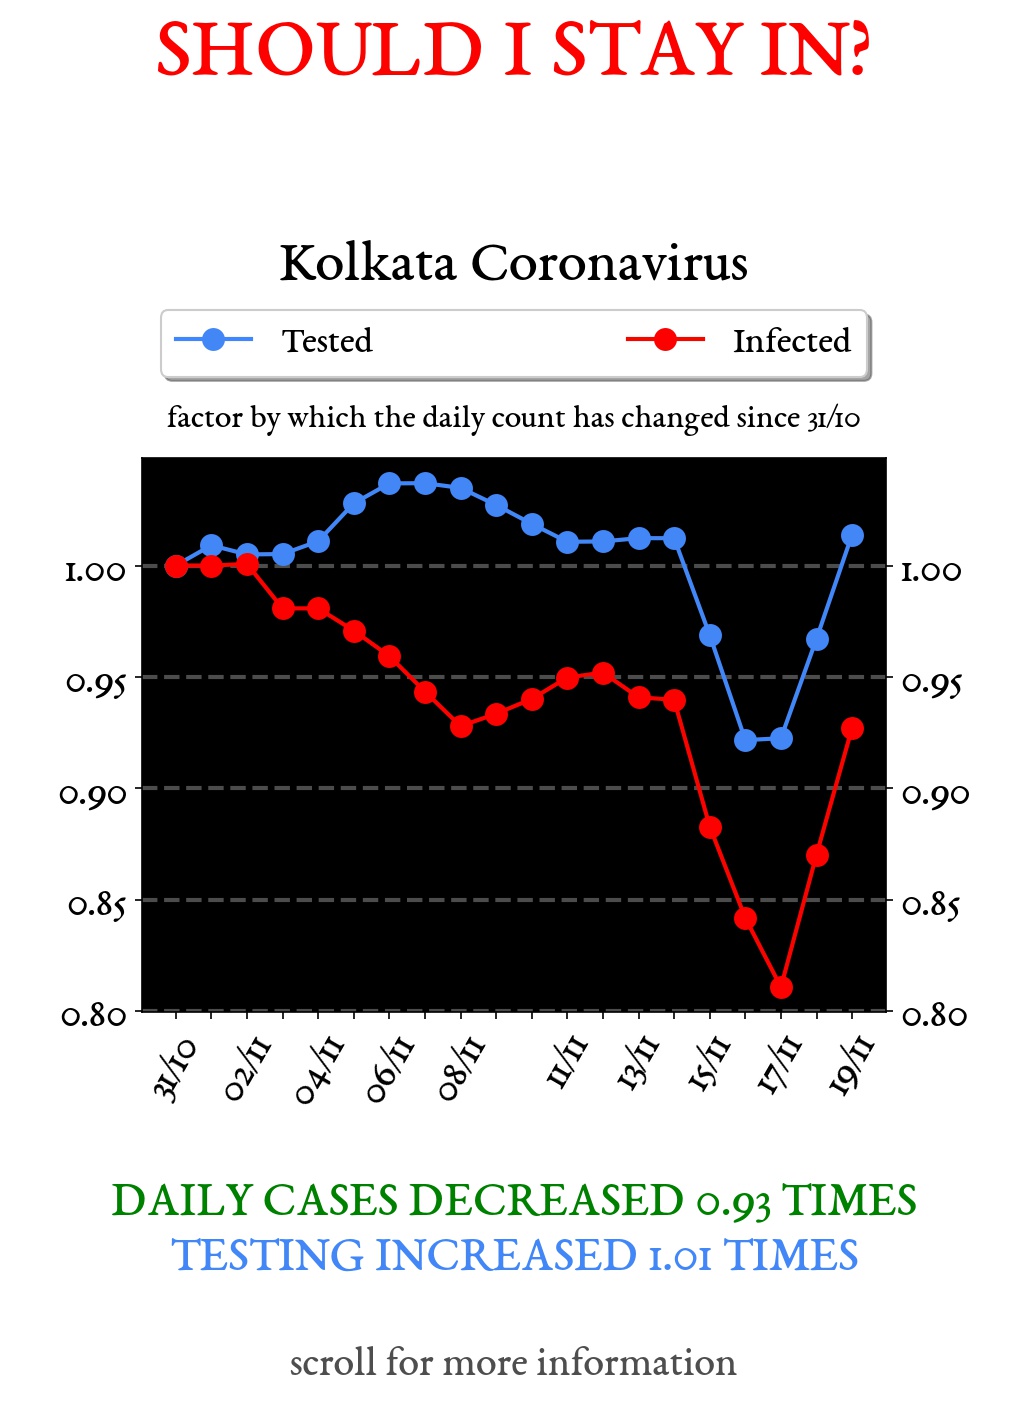 SHOULD I STAY IN?
Kolkata Coronavirus
Tested Infected
factor by which the daily count has changed since 31/10
1.00 1.00
0.95 0.95
0.90 0.90
0.85 0.85
0.80 0.80
31/10 02/11 04/11 06/11 08/11 11/11 13/11 15/11 17/11 19/11
DAILY CASES DECREASED 0.93 TIMES
TESTING INCREASED 1.01 TIMES
scroll for more information